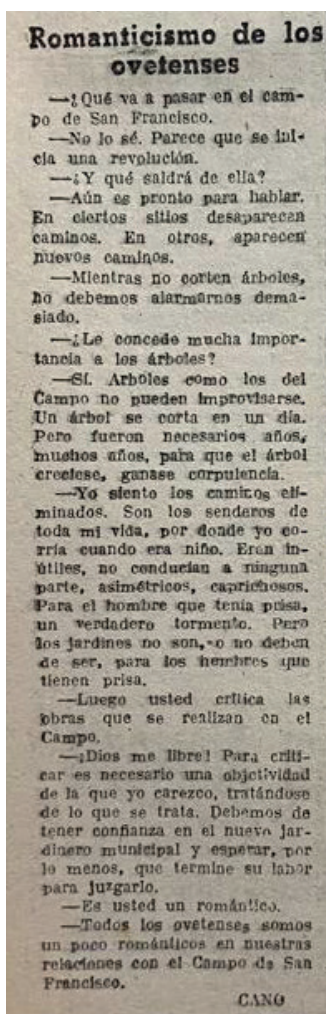 Romanticismo de los
ovetenses
—¿Qué va a pasar en el cam-
po de San Francisco.
—No lo sé. Parece que se ini-
cia una revolución.
—¿Y qué saldrá de ella?
—Aún es pronto para hablar.
En ciertos sitios desaparecen
caminos. En otros, aparecen
nuevos caminos.
—Mientras no corten árboles,
no debemos alarmarnos dema-
siado.
—¿Le concede mucha impor-
tancia a los árboles?
—Sí. Arboles como los del
Campo no pueden improvisarse.
Un árbol se corta en un día.
Pero fueron necesarios años,
muchos años, para que el árbol
creciese, ganase corpulencia.
—Yo siento los caminos eli-
minados. Son los senderos de
toda mi vida, por donde yo co-
rría cuando era niño. Eran in-
útiles, no conducían a ninguna
parte, asimétricos, caprichosos.
Para el hombre que tenía prisa,
un verdadero tormento. Pero
los jardines no son, o no deben
de ser, para los hombres que
tienen prisa.
—Luego usted critica las
obras que se realizan en el
Campo.
—¡Dios me libre! Para criti-
car es necesario una objetividad
de la que yo carezco, tratándose
de lo que se trata. Debemos de
tener confianza en el nuevo jar-
dinero municipal y esperar, por
lo menos, que termine su labor
para juzgarlo.
—Es usted un romántico.
—Todos los ovetenses somos
un poco románticos en nuestras
relaciones con el Campo de San
Francisco.
CANO